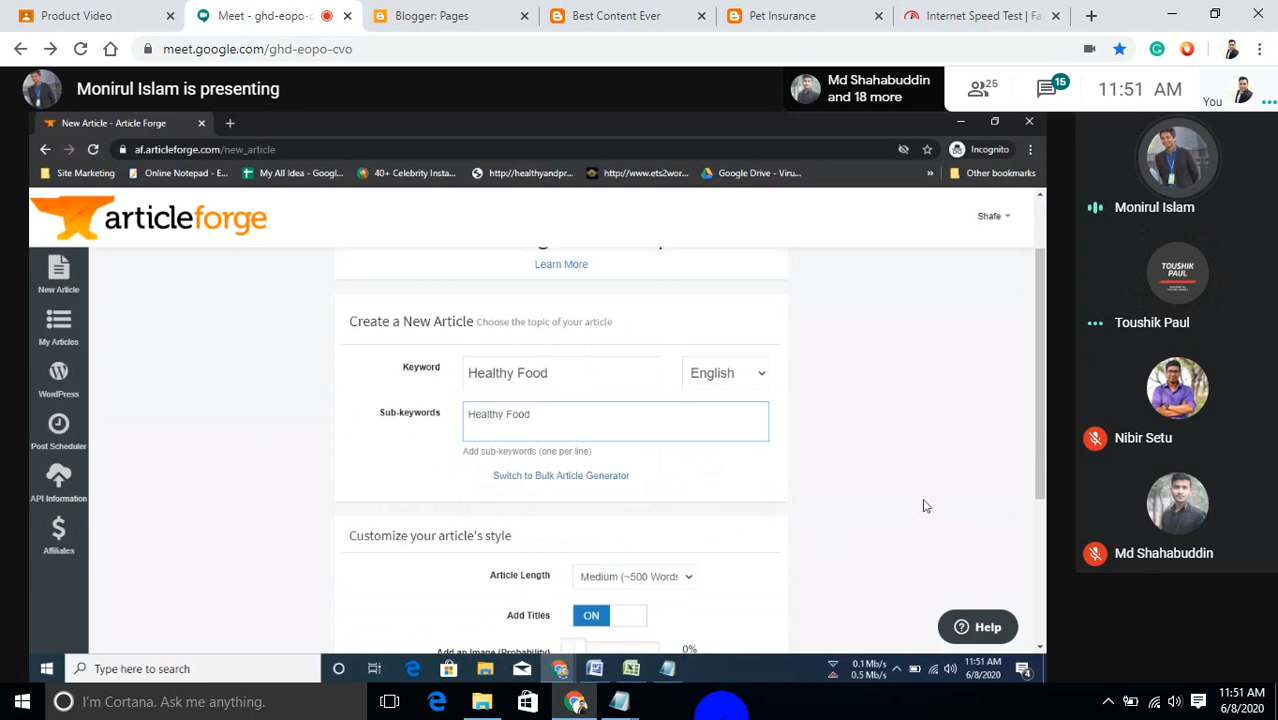 Product Video
Meet - ghd-eopo-c
Blogger: Pages
Best Content Ever
Pet Insurance
Internet Speed Test | Fa
meet.google.com/ghd-eopo-cvo
Monirul Islam is presenting
Md Shahabuddin
and 18 more
25
15
11:51 AM
You
New Article - Article Forge
af.articleforge.com/new_article
Incognito
Site Marketing
Online Notepad - E...
My All Idea - Googl...
40+ Celebrity Insta...
http://healthyandpr...
http://www.ets2wor...
Google Drive - Viru...
Other bookmarks
articleforge
Shafe
Learn More
New Article
My Articles
WordPress
Post Scheduler
API Information
Affiliates
Create a New Article Choose the topic of your article
Keyword
Healthy Food
English
Sub-keywords
Healthy Food
Add sub-keywords (one per line)
Switch to Bulk Article Generator
Customize your article's style
Article Length
Medium (~500 Words
Add Titles
ON
Add an Image (Probability)
0%
Help
Monirul Islam
TOUSHIK
PAUL
Toushik Paul
Nibir Setu
Md Shahabuddin
Type here to search
0.1 Mb/s
0.5 Mb/s
11:51 AM
6/8/2020
4
I'm Cortana. Ask me anything.
11:51 AM
6/8/2020